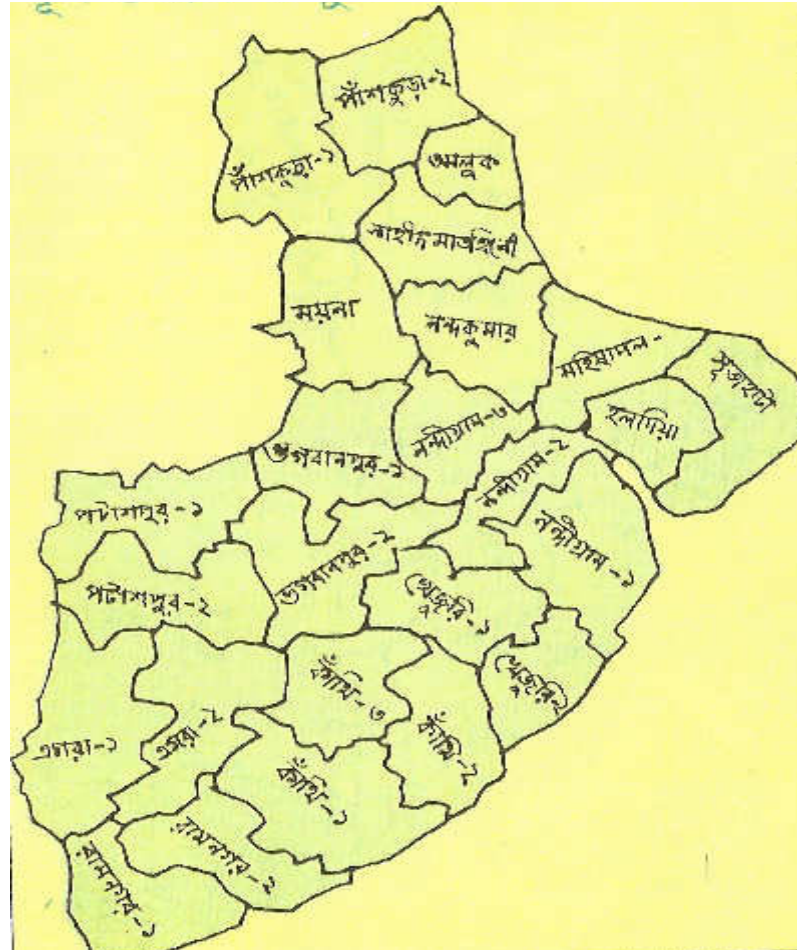 পাঁশকুড়া-২
পাঁশকুড়া-১
তমলুক
শহীদ মাতঙ্গিনী
ময়না
নন্দকুমার
মহিষাদল-
সুতাহাটা
হলদিয়া
নন্দীগ্রাম-৩
নন্দীগ্রাম-২
নন্দীগ্রাম-১
ভগবানপুর-১
পটাশপুর-১
ভগবানপুর-২
পটাশপুর-২
খেজুরি-১
খেজুরি-২
কাঁথি-৩
কাঁথি-২
এগরা-১
এগরা-২
কাঁথি-১
রামনগর-২
রামনগর-১